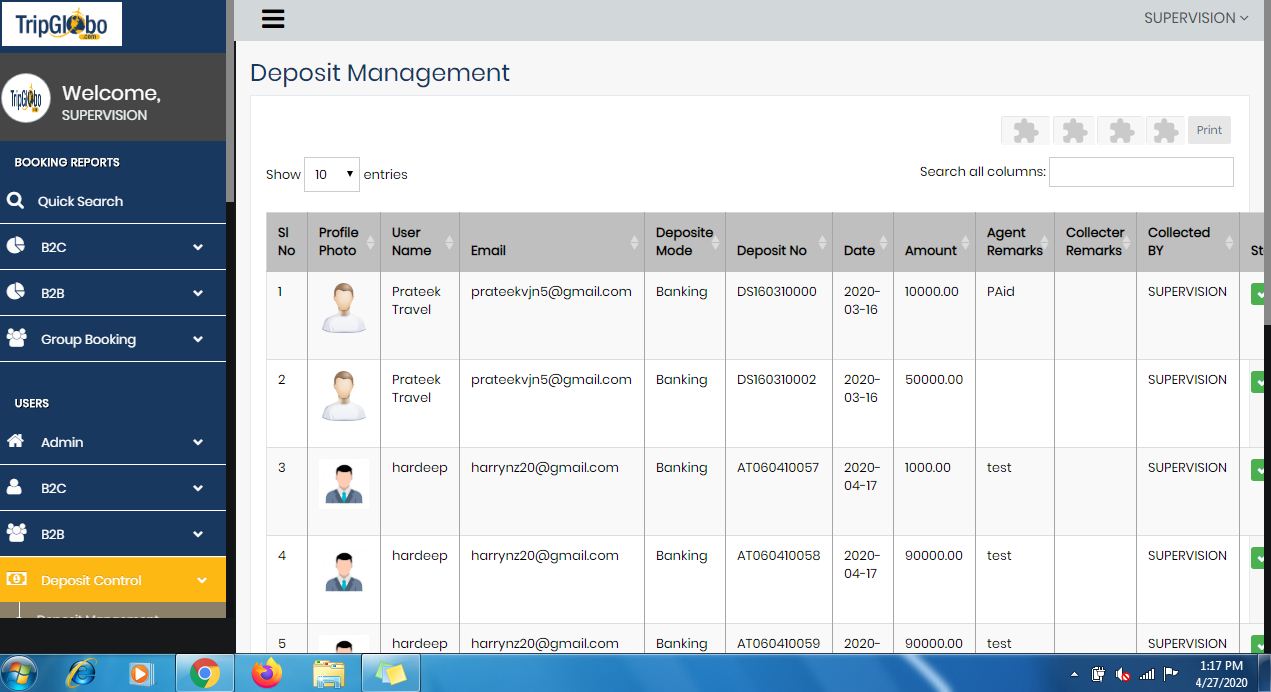 TripGlobo
.com
SUPERVISION
TripGlobo
Welcome,
SUPERVISION
BOOKING REPORTS
Quick Search
B2C
B2B
Group Booking
USERS
Admin
B2C
B2B
Deposit Control
Deposit Mangement
Deposit Management
Print
Show 10 entries
Search all columns:
Sl No Profile Photo User Name Email Deposite Mode Deposit No Date Amount Agent Remarks Collecter Remarks Collected BY St
1 Prateek Travel prateekvjn5@gmail.com Banking DS160310000 2020-03-16 10000.00 PAid SUPERVISION
2 Prateek Travel prateekvjn5@gmail.com Banking DS160310002 2020-03-16 50000.00 SUPERVISION
3 hardeep harrynz20@gmail.com Banking AT060410057 2020-04-17 1000.00 test SUPERVISION
4 hardeep harrynz20@gmail.com Banking AT060410058 2020-04-17 90000.00 test SUPERVISION
5 hardeep harrynz20@gmail.com Banking AT060410059 2020- 90000.00 test SUPERVISION
1:17 PM
4/27/2020